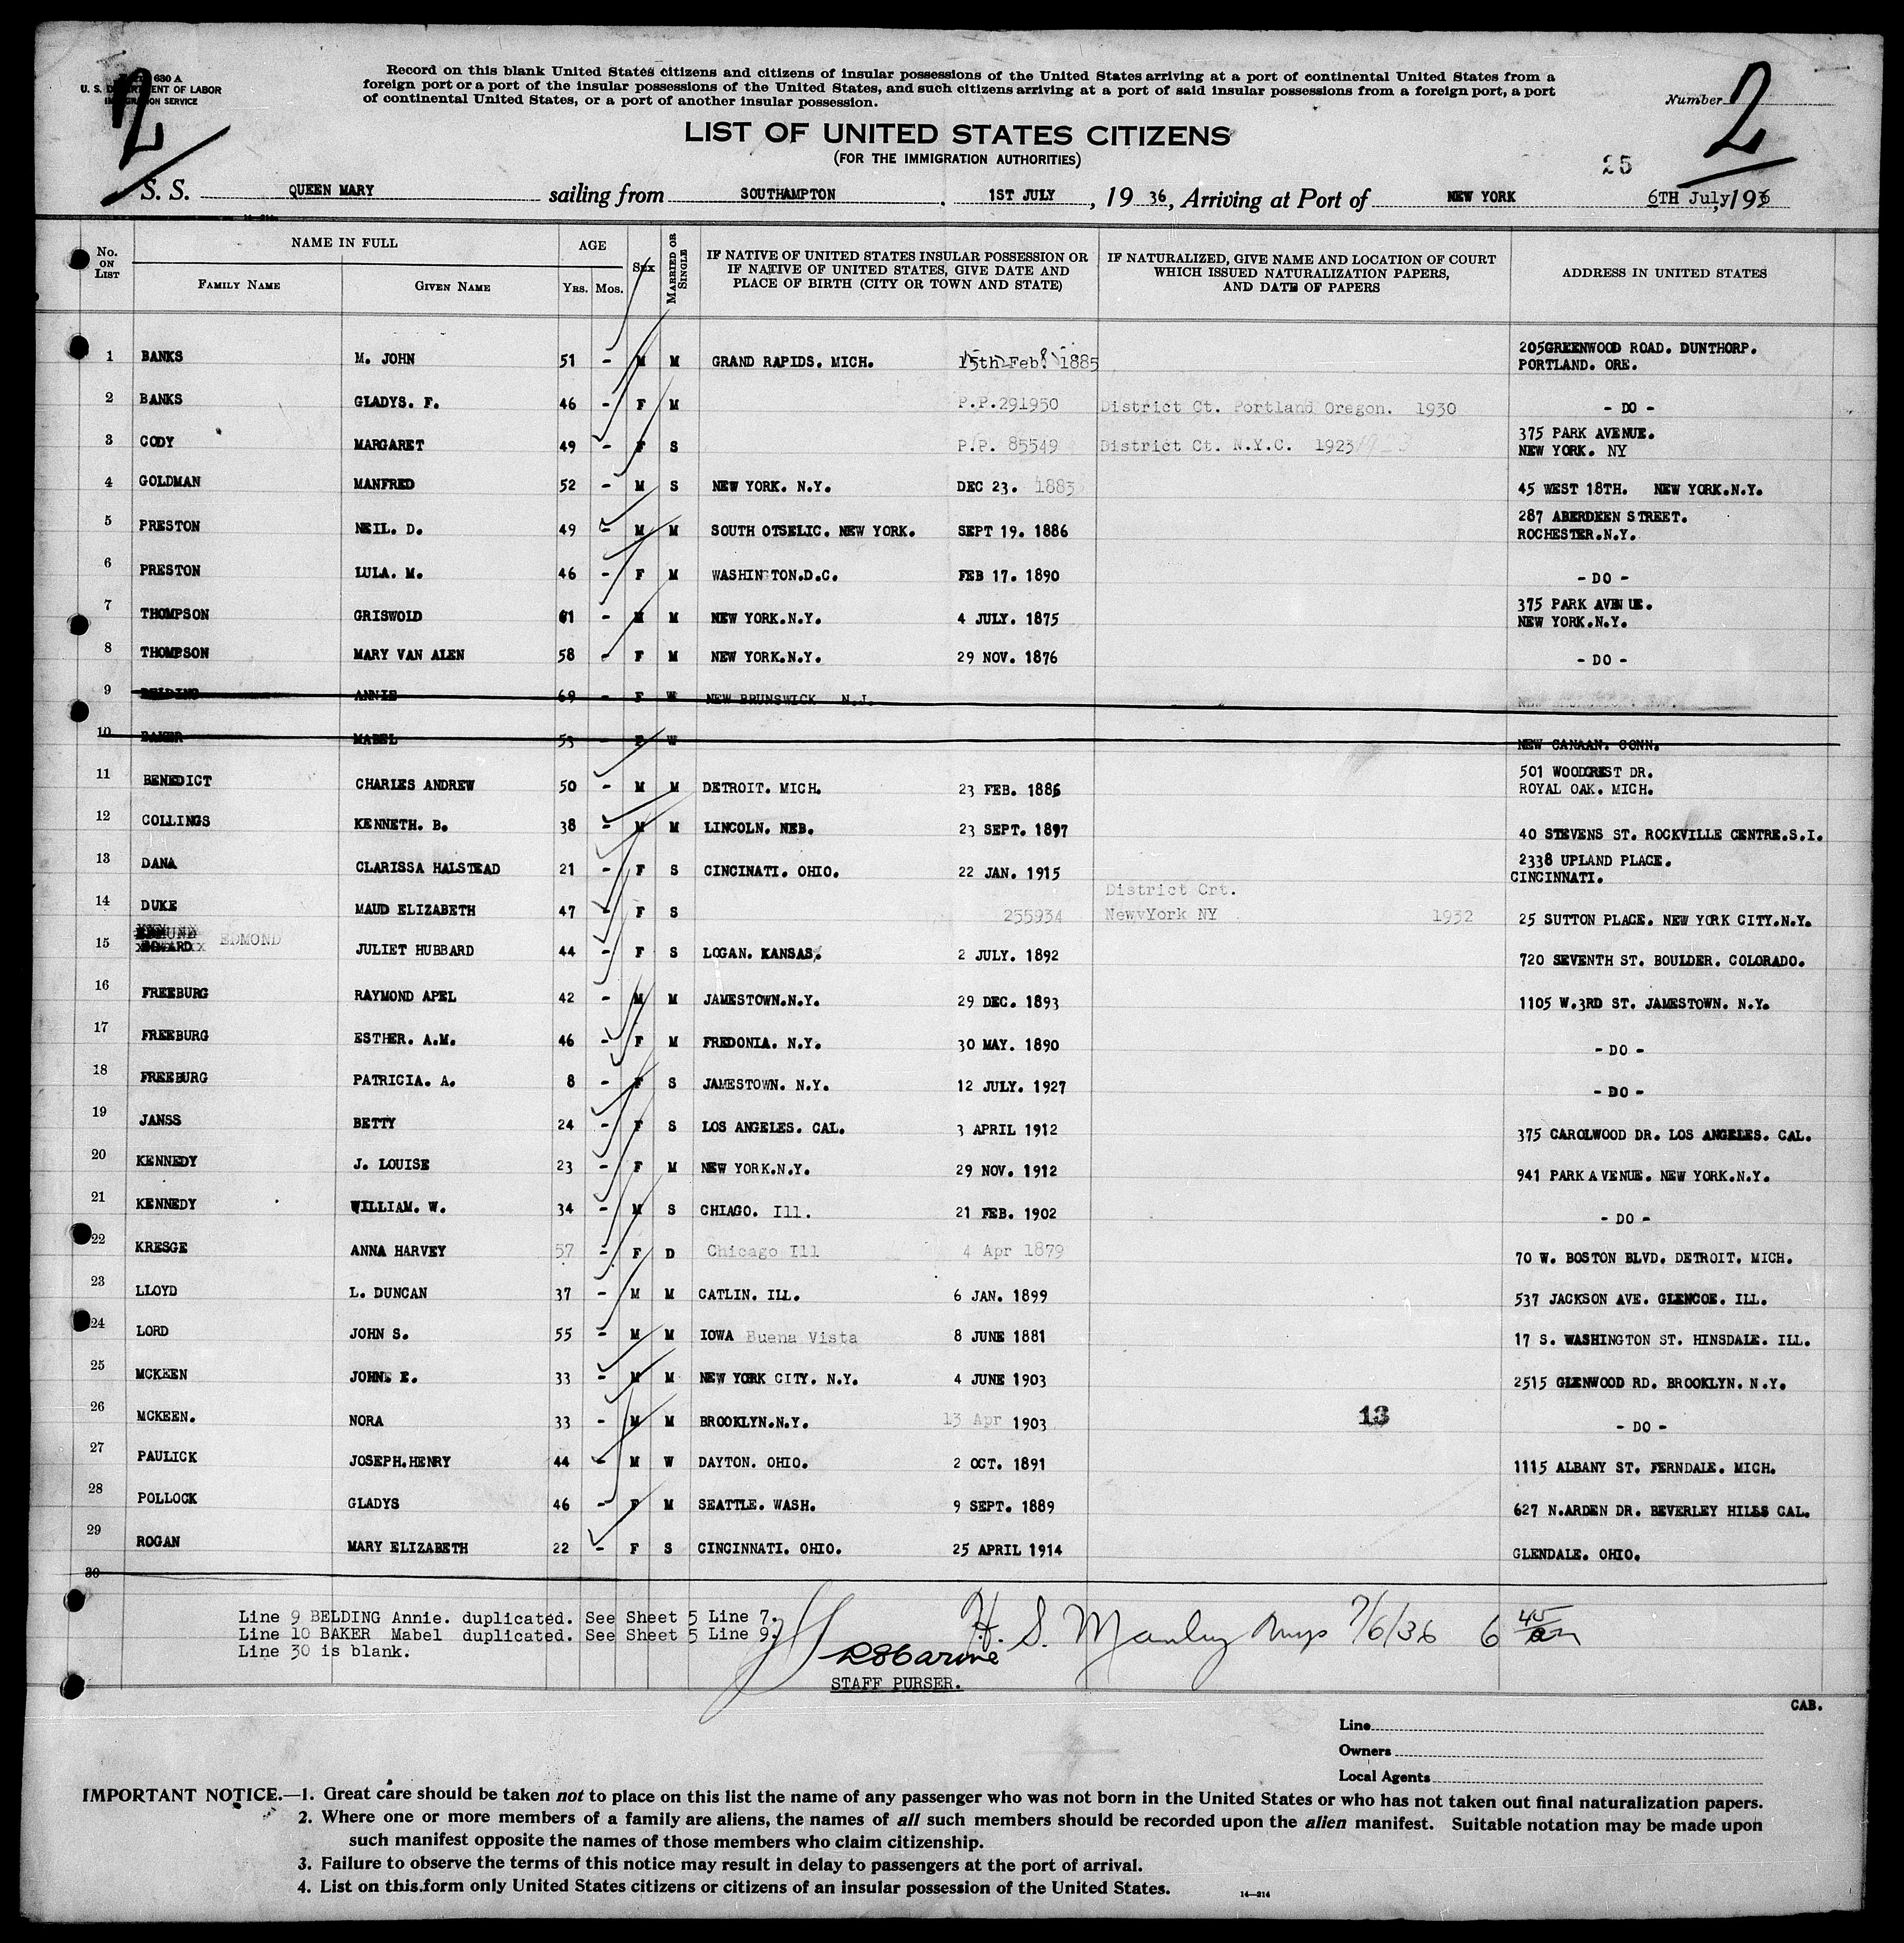 630 A
U. S. DEPARTMENT OF LABOR
IMMIGRATION SERVICE
2
Record on this blank United States citizens and citizens of insular possessions of the United States arriving at a port of continental United States from a
foreign port or a port of the insular possessions of the United States, and such citizens arriving at a port of said insular possessions from a foreign port, a port
of continental United States, or a port of another insular possession.
Number 2
LIST OF UNITED STATES CITIZENS
(FOR THE IMMIGRATION AUTHORITIES)
25
S. S. QUEEN MARY sailing from SOUTHAMPTON . 1ST JULY , 19 36, Arriving at Port of NEW YORK 6TH July, 1936
No. ON LIST NAME IN FULL AGE SEX MARRIED OR SINGLE IF NATIVE OF UNITED STATES INSULAR POSSESSION OR IF NATIVE OF UNITED STATES, GIVE DATE AND PLACE OF BIRTH (CITY OR TOWN AND STATE) IF NATURALIZED, GIVE NAME AND LOCATION OF COURT WHICH ISSUED NATURALIZATION PAPERS, AND DATE OF PAPERS ADDRESS IN UNITED STATES
FAMILY NAME GIVEN NAME YRS. MOS.
1 BANKS M. JOHN 51 - M M GRAND RAPIDS. MICH. 15th Feb. 1885 205GREENWOOD ROAD. DUNTHORP.
PORTLAND. ORE.
2 BANKS GLADYS. F. 46 - F M P.P.291950 District Ct. Portland Oregon. 1930 - DO -
3 CODY MARGARET 49 - F S P.P. 85549 District Ct. N.Y.C. 1923 1923 375 PARK AVENUE.
NEW YORK. NY
4 GOLDMAN MANFRED 52 - M S NEW YORK. N.Y. DEC 23. 1883 45 WEST 18TH. NEW YORK.N.Y.
5 PRESTON NEIL. D. 49 - M M SOUTH OTSELIC. NEW YORK. SEPT 19. 1886 287 ABERDEEN STREET.
ROCHESTER.N.Y.
6 PRESTON LULA. M. 46 - F M WASHINGTON.D.C. FEB 17. 1890 - DO -
7 THOMPSON GRISWOLD 61 - M M NEW YORK.N.Y. 4 JULY. 1875 375 PARK AVENUE.
NEW YORK.N.Y.
8 THOMPSON MARY VAN ALEN 58 - F M NEW YORK.N.Y. 29 NOV. 1876 - DO -
9 BELDING ANNIE 69 - F W NEW BRUNSWICK N.J.
10 BAKER MABEL 53 - F W NEW CANAAN. CONN.
11 BENEDICT CHARLES ANDREW 50 - M M DETROIT. MICH. 23 FEB. 1886 501 WOODCREST DR.
ROYAL OAK. MICH.
12 COLLINGS KENNETH. B. 38 - M M LINCOLN. NEB. 23 SEPT. 1897 40 STEVENS ST. ROCKVILLE CENTRE.S.I.
13 DANA CLARISSA HALSTEAD 21 - F S CINCINATI. OHIO. 22 JAN. 1915 2338 UPLAND PLACE.
CINCINNATI.
14 DUKE MAUD ELIZABETH 47 - F S 255934 District Crt.
NewvYork NY 1932 25 SUTTON PLACE. NEW YORK CITY.N.Y.
15 EDMOND JULIET HUBBARD 44 - F S LOGAN. KANSAS. 2 JULY. 1892 720 SEVENTH ST. BOULDER. COLORADO.
16 FREEBURG RAYMOND APEL 42 - M M JAMESTOWN.N.Y. 29 DEC. 1893 1105 W.3RD ST. JAMESTOWN. N.Y.
17 FREEBURG ESTHER. A.M. 46 - F M FREDONIA. N.Y. 30 MAY. 1890 - DO -
18 FREEBURG PATRICIA. A. 8 - F S JAMESTOWN. N.Y. 12 JULY. 1927 - DO -
19 JANSS BETTY 24 - F S LOS ANGELES. CAL. 3 APRIL 1912 375 CAROLWOOD DR. LOS ANGELES. CAL.
20 KENNEDY J. LOUISE 23 - F M NEW YORK.N.Y. 29 NOV. 1912 941 PARK AVENUE. NEW YORK.N.Y.
21 KENNEDY WILLIAM. W. 34 - M S CHIAGO. Ill. 21 FEB. 1902 - DO -
22 KRESGE ANNA HARVEY 57 - F D Chicago Ill 4 Apr 1879 70 W. BOSTON BLVD. DETROIT. MICH.
23 LLOYD L. DUNCAN 37 - M M CATLIN. ILL. 6 JAN. 1899 537 JACKSON AVE. GLENCOE. ILL.
24 LORD JOHN S. 55 - M M IOWA Buena Vista 8 JUNE 1881 17 S. WASHINGTON ST. HINSDALE. ILL.
25 MCKEEN JOHN E. 33 - M M NEW YORK CITY. N.Y. 4 JUNE 1903 2515 GLENWOOD RD. BROOKLYN. N.Y.
26 MCKEEN. NORA 33 - M M BROOKLYN.N.Y. 13 Apr 1903 13 - DO -
27 PAULICK JOSEPH.HENRY 44 - M W DAYTON. OHIO. 2 OCT. 1891 1115 ALBANY ST. FERNDALE. MICH.
28 POLLOCK GLADYS 46 - F M SEATTLE. WASH. 9 SEPT. 1889 627 N.ARDEN DR. BEVERLEY HILLS CAL.
29 ROGAN MARY ELIZABETH 22 - F S CINCINNATI. OHIO. 25 APRIL 1914 GLENDALE. OHIO.
30
Line 9 BELDING Annie. duplicated. See Sheet 5 Line 7.
Line 10 BAKER Mabel duplicated. See Sheet 5 Line 9.
Line 30 is blank.
H. S. Manley 7/6/36 6 45
STAFF PURSER.
CAB.
Line
Owners
Local Agents
IMPORTANT NOTICE.—1. Great care should be taken not to place on this list the name of any passenger who was not born in the United States or who has not taken out final naturalization papers.
2. Where one or more members of a family are aliens, the names of all such members should be recorded upon the alien manifest. Suitable notation may be made upon
such manifest opposite the names of those members who claim citizenship.
3. Failure to observe the terms of this notice may result in delay to passengers at the port of arrival.
4. List on this form only United States citizens or citizens of an insular possession of the United States.
14—214